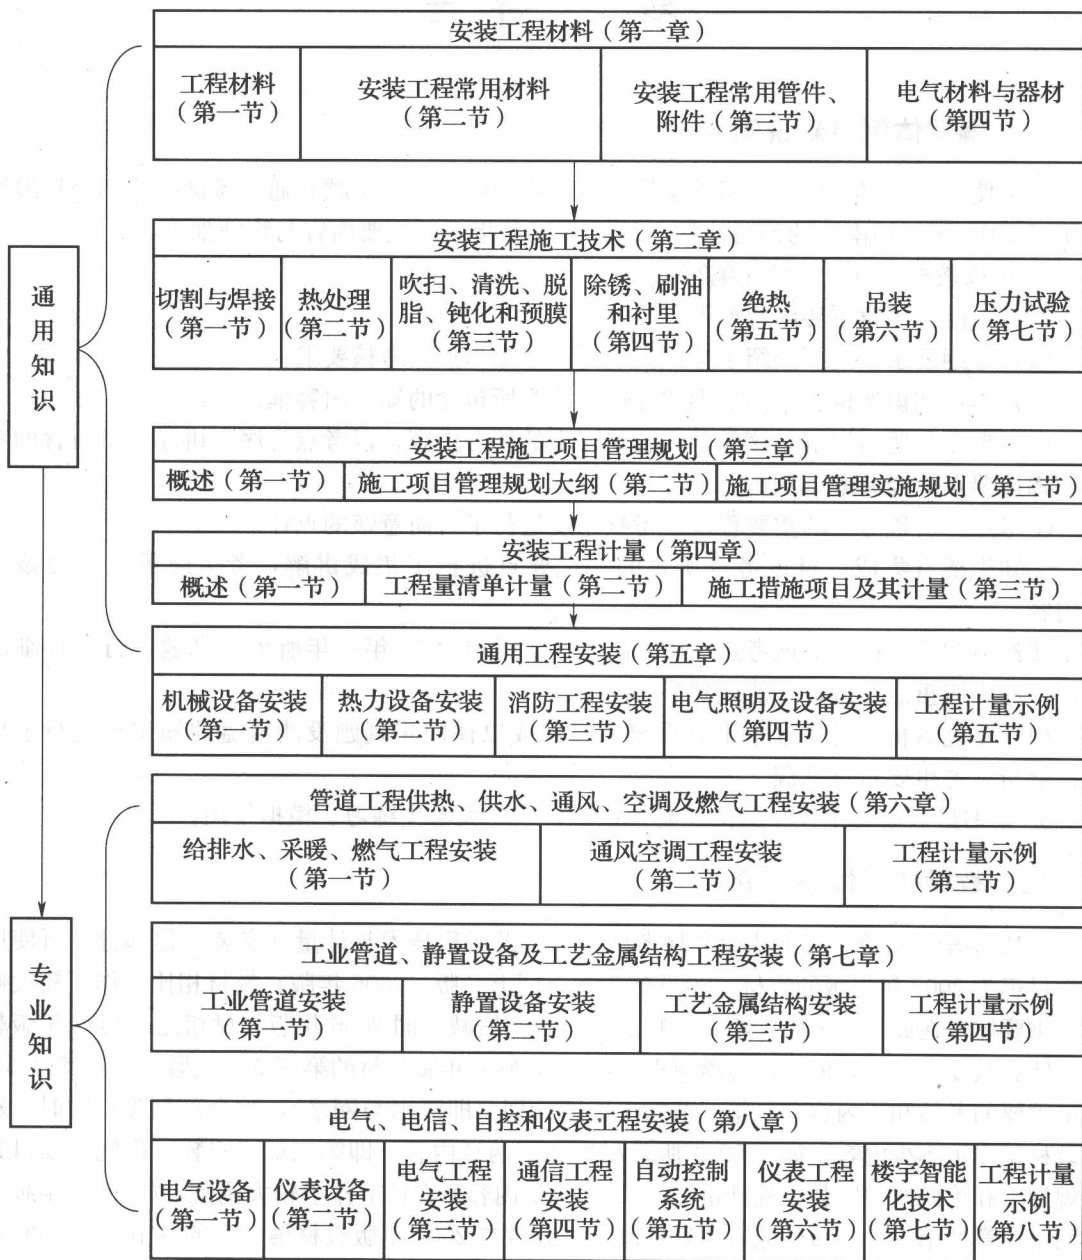 安装工程材料（第一章）
工程材料
（第一节）
安装工程常用材料
（第二节）
安装工程常用管件、
附件（第三节）
电气材料与器材
（第四节）
安装工程施工技术（第二章）
切割与焊接
（第一节）
热处理
（第二节）
吹扫、清洗、脱
脂、钝化和预膜
（第三节）
除锈、刷油
和衬里
（第四节）
绝热
（第五节）
吊装
（第六节）
压力试验
（第七节）
通用知识
安装工程施工项目管理规划（第三章）
概述（第一节）
施工项目管理规划大纲（第二节）
施工项目管理实施规划（第三节）
安装工程计量（第四章）
概述（第一节）
工程量清单计量（第二节）
施工措施项目及其计量（第三节）
通用工程安装（第五章）
机械设备安装
（第一节）
热力设备安装
（第二节）
消防工程安装
（第三节）
电气照明及设备安装
（第四节）
工程计量示例
（第五节）
管道工程供热、供水、通风、空调及燃气工程安装（第六章）
给排水、采暖、燃气工程安装
（第一节）
通风空调工程安装
（第二节）
工程计量示例
（第三节）
专业知识
工业管道、静置设备及工艺金属结构工程安装（第七章）
工业管道安装
（第一节）
静置设备安装
（第二节）
工艺金属结构安装
（第三节）
工程计量示例
（第四节）
电气、电信、自控和仪表工程安装（第八章）
电气设备
（第一节）
仪表设备
（第二节）
电气工程
安装
（第三节）
通信工程
安装
（第四节）
自动控制
系统
（第五节）
仪表工程
安装
（第六节）
楼宇智能
化技术
（第七节）
工程计量
示例
（第八节）